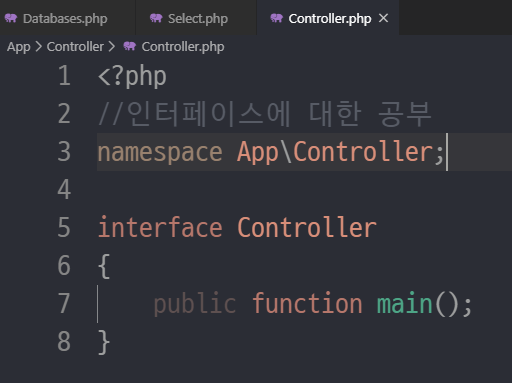 Databases.php Select.php Controller.php ×
App > Controller > Controller.php
1 <?php
2 //인터페이스에 대한 공부
3 namespace App\Controller;
4
5 interface Controller
6 {
7 public function main();
8 }